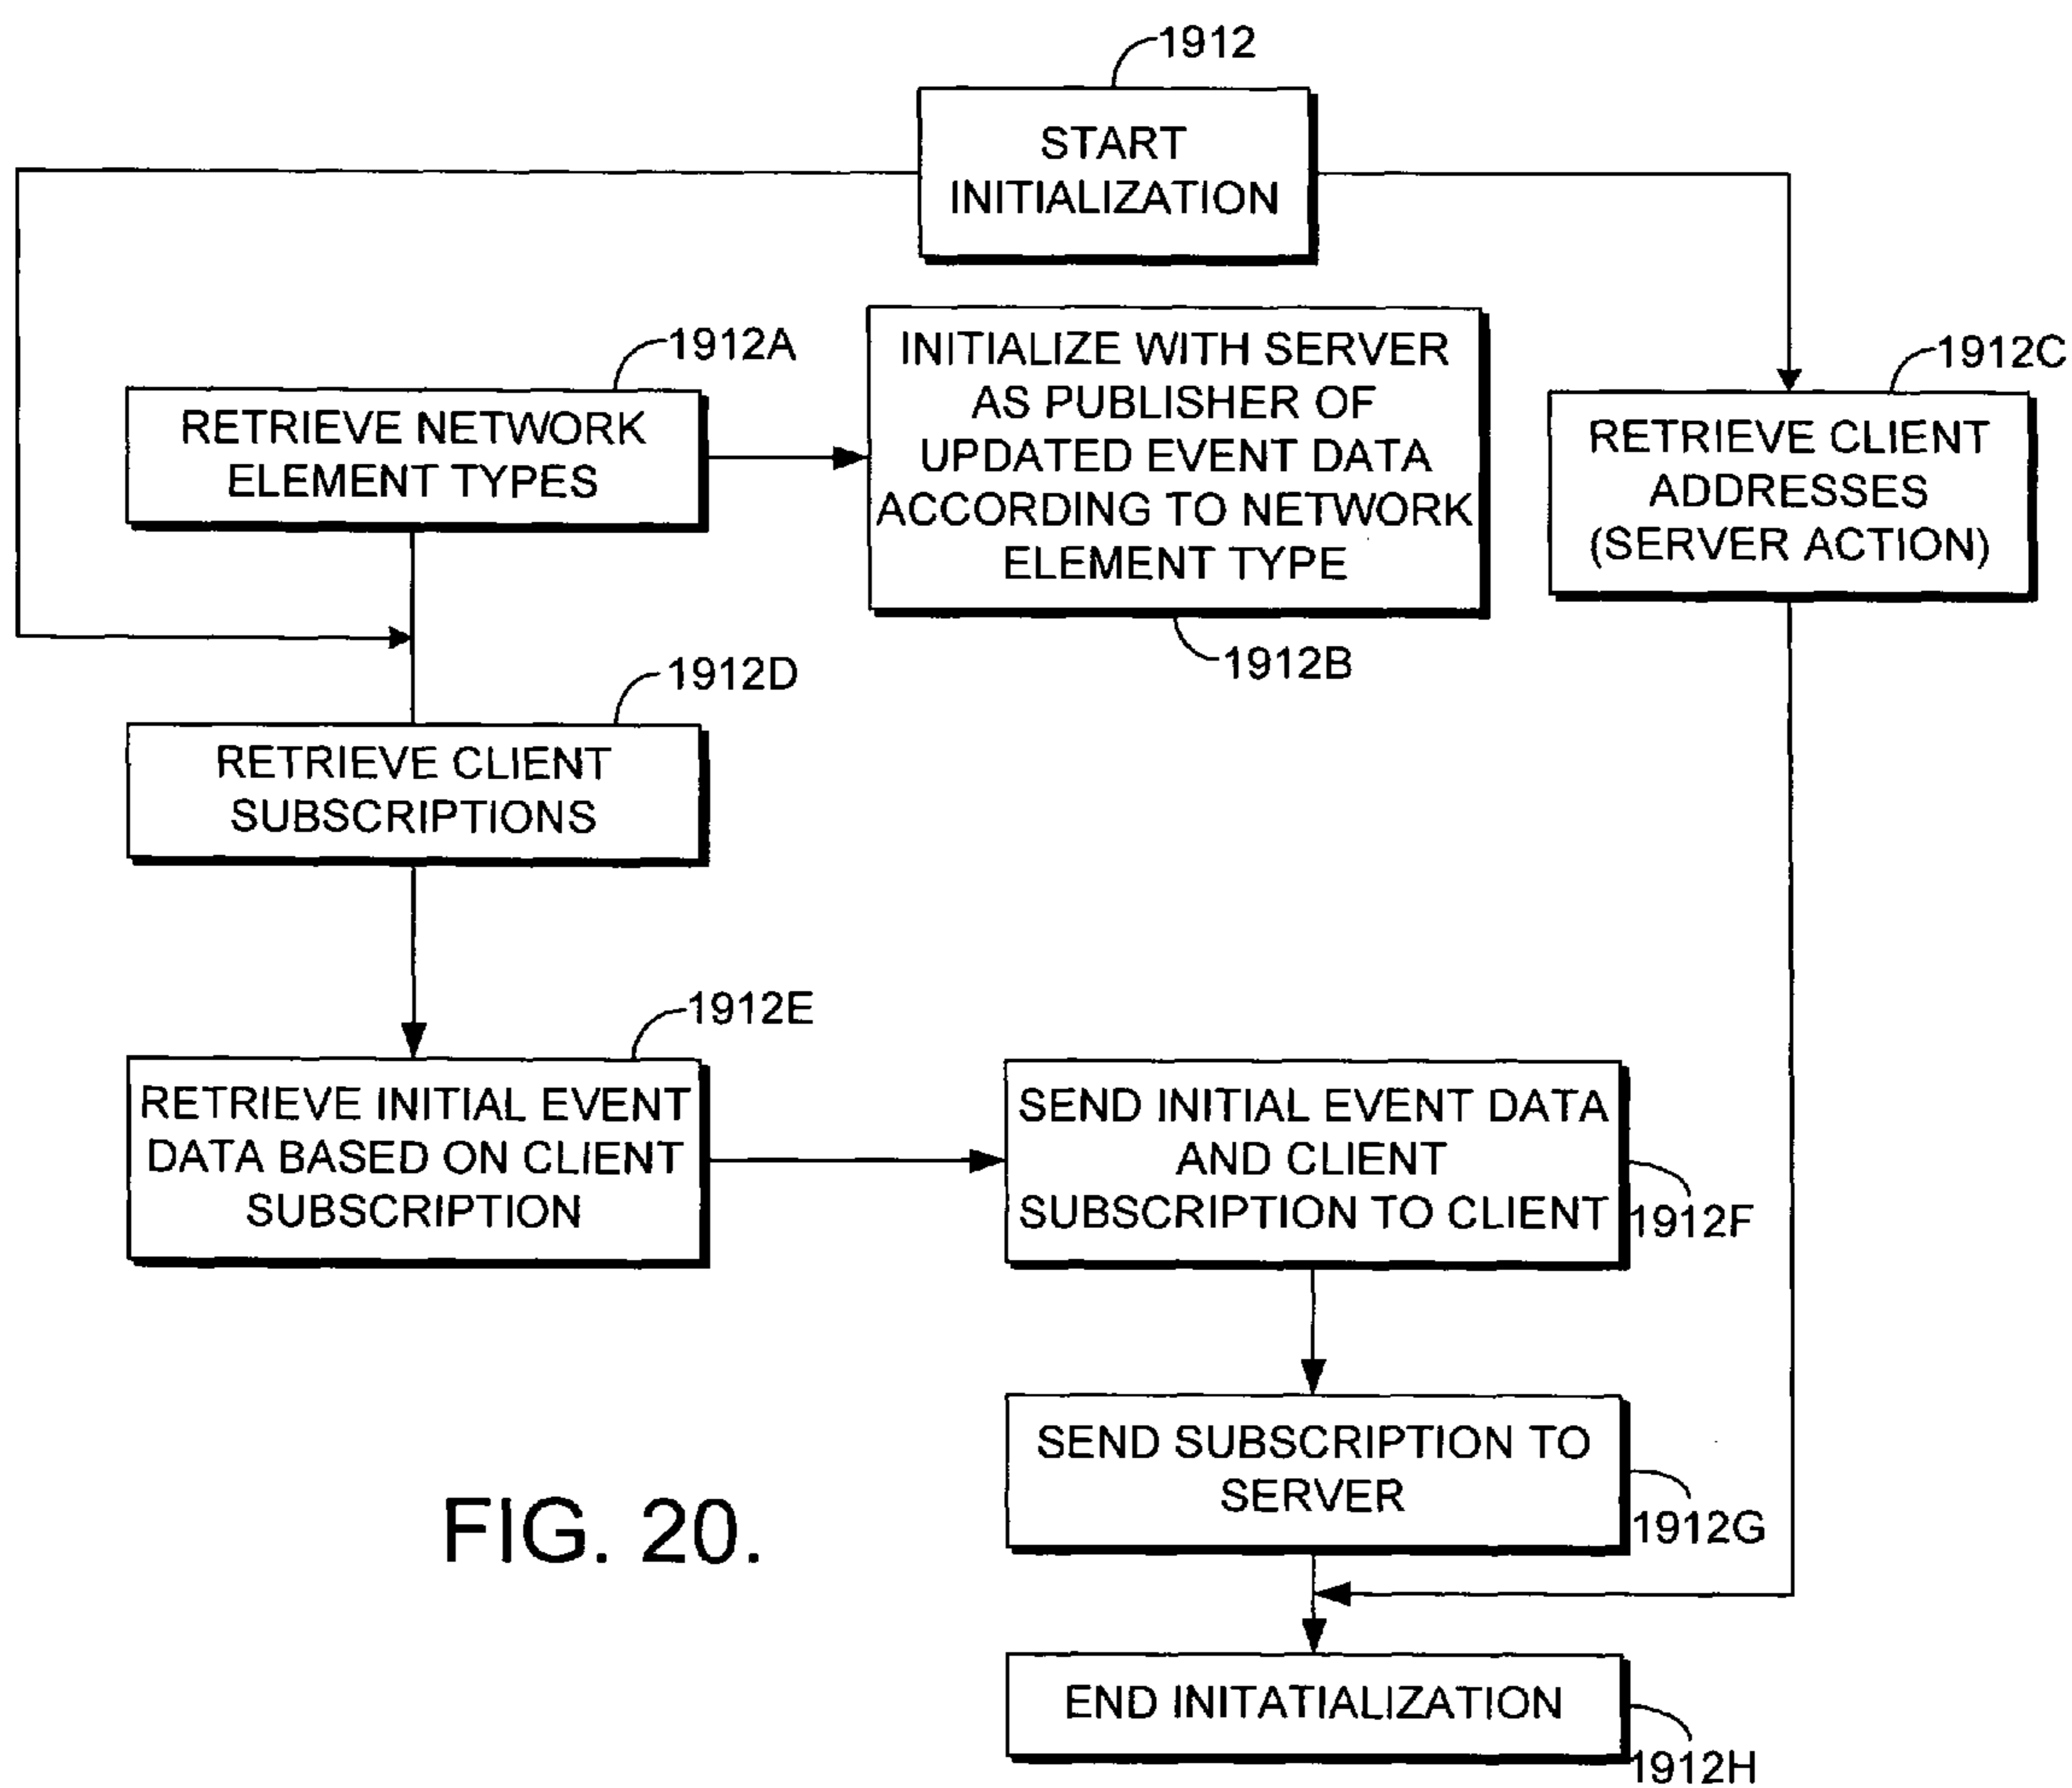 1912
START
INITIALIZATION
1912A
RETRIEVE NETWORK
ELEMENT TYPES
INITIALIZE WITH SERVER
AS PUBLISHER OF
UPDATED EVENT DATA
ACCORDING TO NETWORK
ELEMENT TYPE
1912B
1912C
RETRIEVE CLIENT
ADDRESSES
(SERVER ACTION)
1912D
RETRIEVE CLIENT
SUBSCRIPTIONS
1912E
RETRIEVE INITIAL EVENT
DATA BASED ON CLIENT
SUBSCRIPTION
SEND INITIAL EVENT DATA
AND CLIENT
SUBSCRIPTION TO CLIENT
1912F
SEND SUBSCRIPTION TO
SERVER
1912G
END INITATIALIZATION
1912H
FIG. 20.